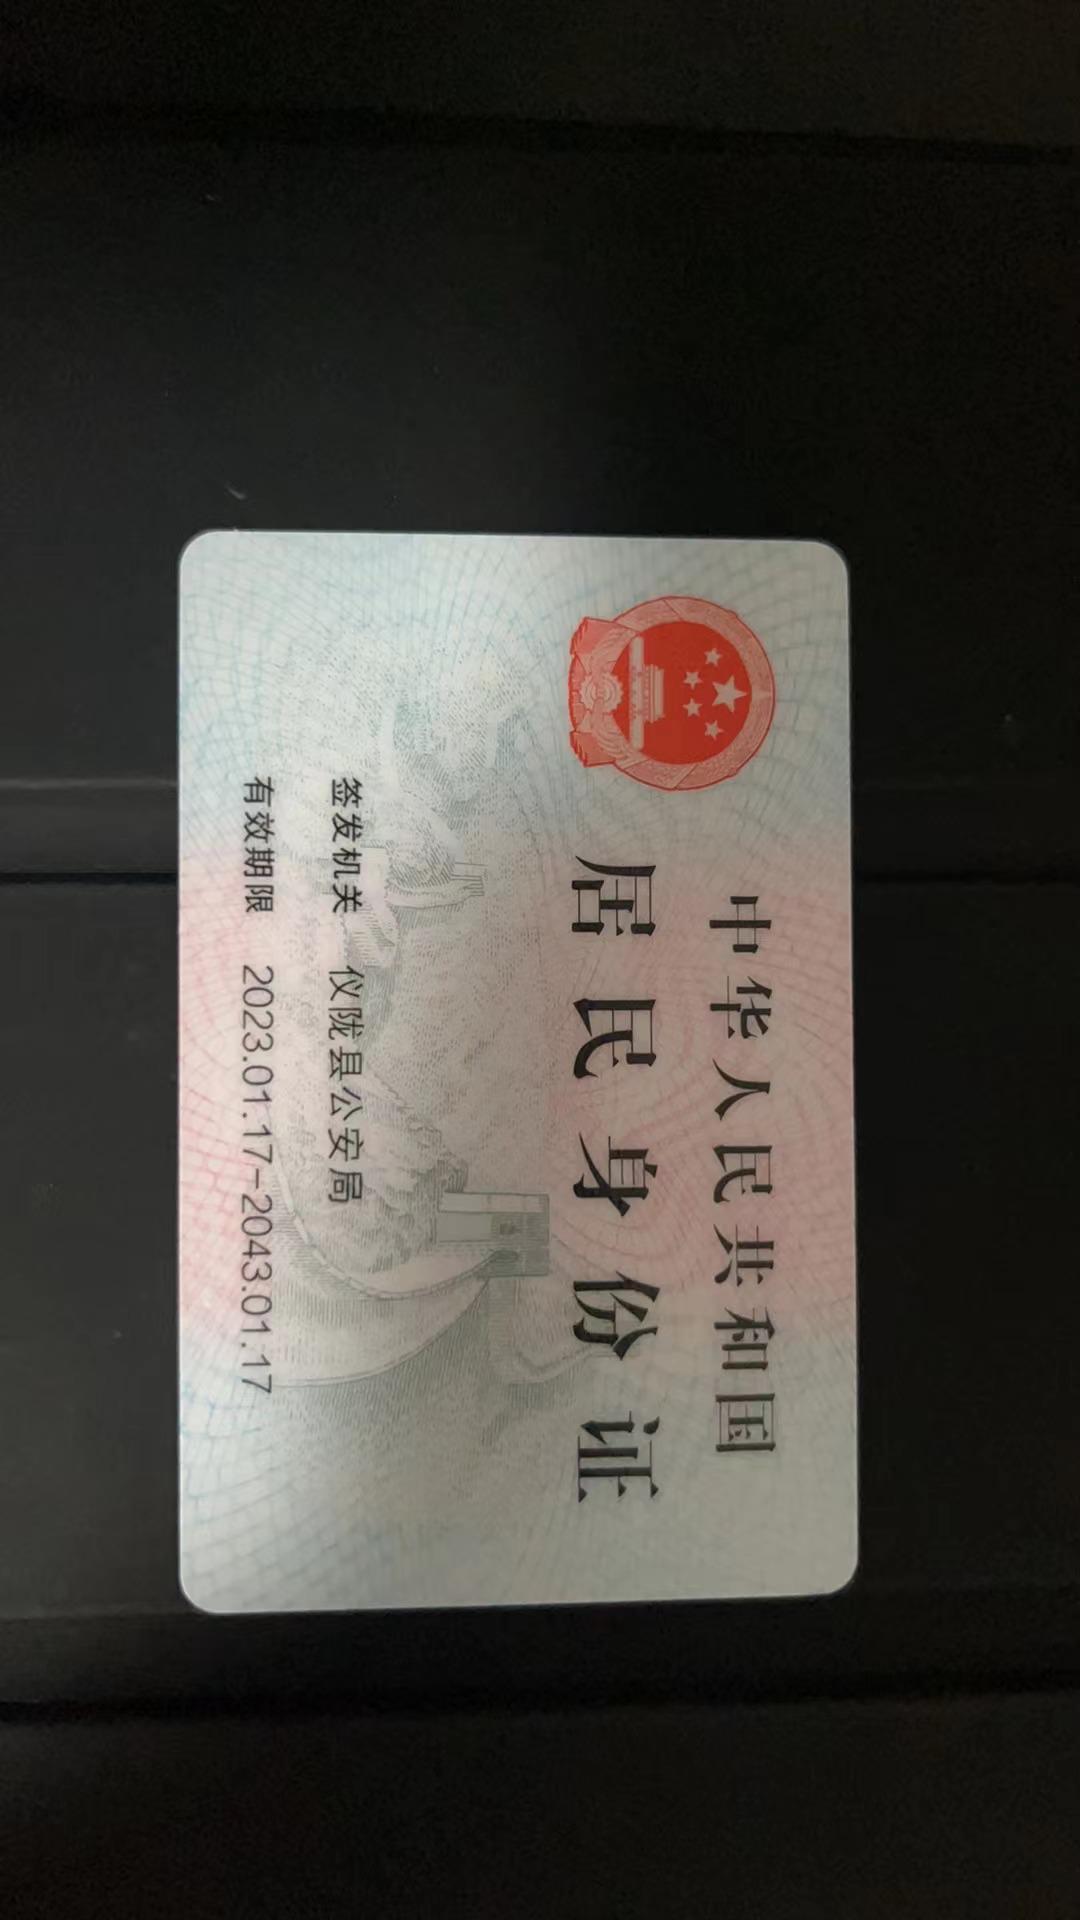 中华人民共和国
居民身份证
签发机关 仪陇县公安局
有效期限 2023.01.17-2043.01.17